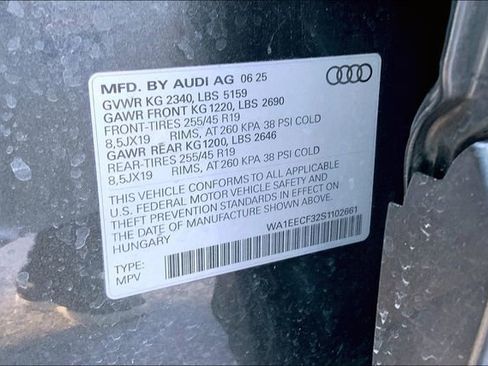 MFD. BY AUDI AG 06 25
GVWR KG 2340, LBS 5159
GAWR FRONT KG 1220, LBS 2690
FRONT-TIRES 255/45 R19
8,5JX19 RIMS, AT 260 KPA 38 PSI COLD
GAWR REAR KG1200, LBS 2646
REAR-TIRES 255/45 R19
8,5JX19 RIMS, AT 260 KPA 38 PSI COLD
THIS VEHICLE CONFORMS TO ALL APPLICABLE
U.S. FEDERAL MOTOR VEHICLE SAFETY AND
THEFT PREVENTION STANDARDS IN EFFECT ON
THE DATE OF MANUFACTURE SHOWN ABOVE.
HUNGARY
WA1EECF32S1102661
TYPE:
MPV